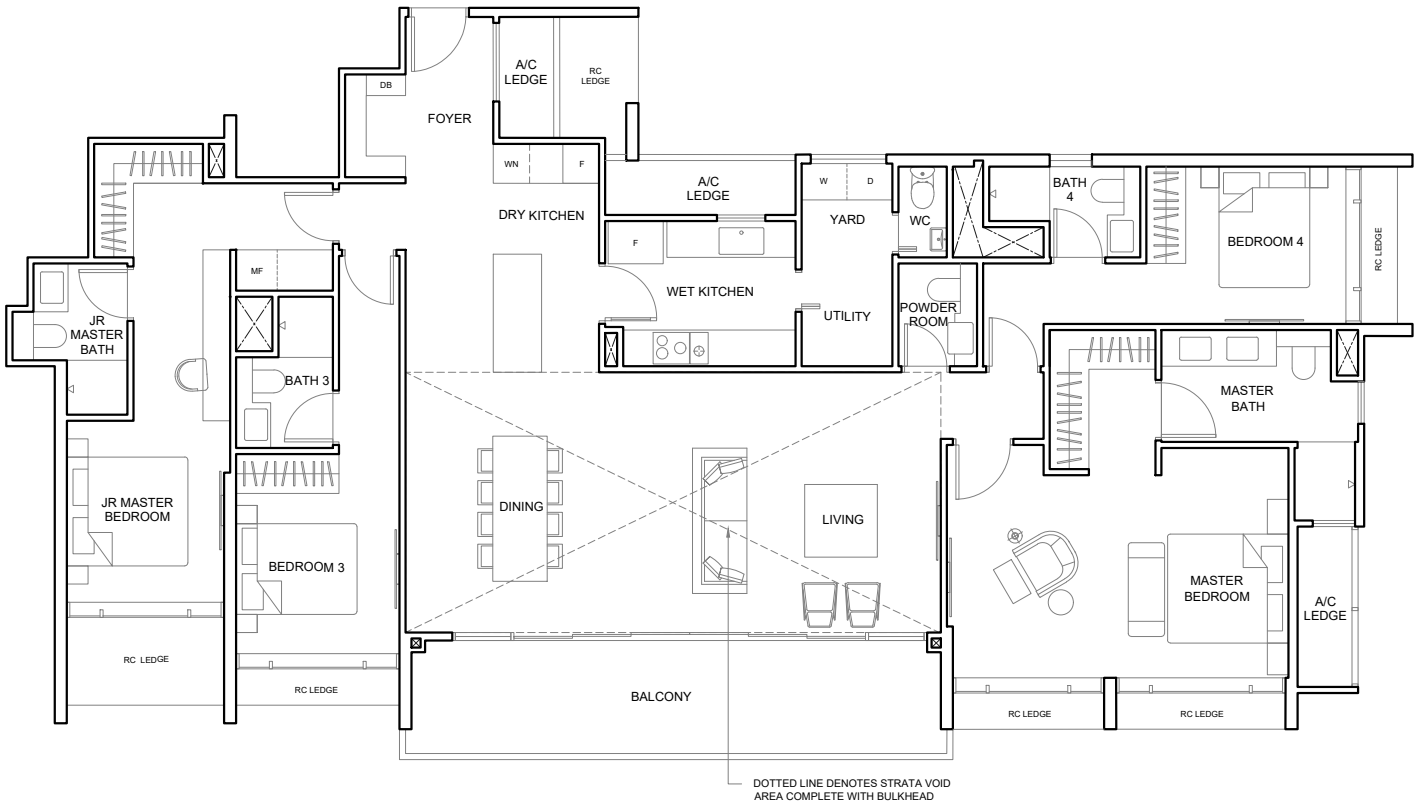 A/C
LEDGE
RC
LEDGE
DB
FOYER
WN
F
A/C
LEDGE
W
D
BATH
4
DRY KITCHEN
YARD
WC
F
BEDROOM 4
RC LEDGE
MF
WET KITCHEN
JR
MASTER
BATH
POWDER
ROOM
UTILITY
BATH 3
MASTER
BATH
JR MASTER
BEDROOM
DINING
LIVING
BEDROOM 3
MASTER
BEDROOM
A/C
LEDGE
RC LEDGE
RC LEDGE
BALCONY
RC LEDGE
RC LEDGE
DOTTED LINE DENOTES STRATA VOID
AREA COMPLETE WITH BULKHEAD